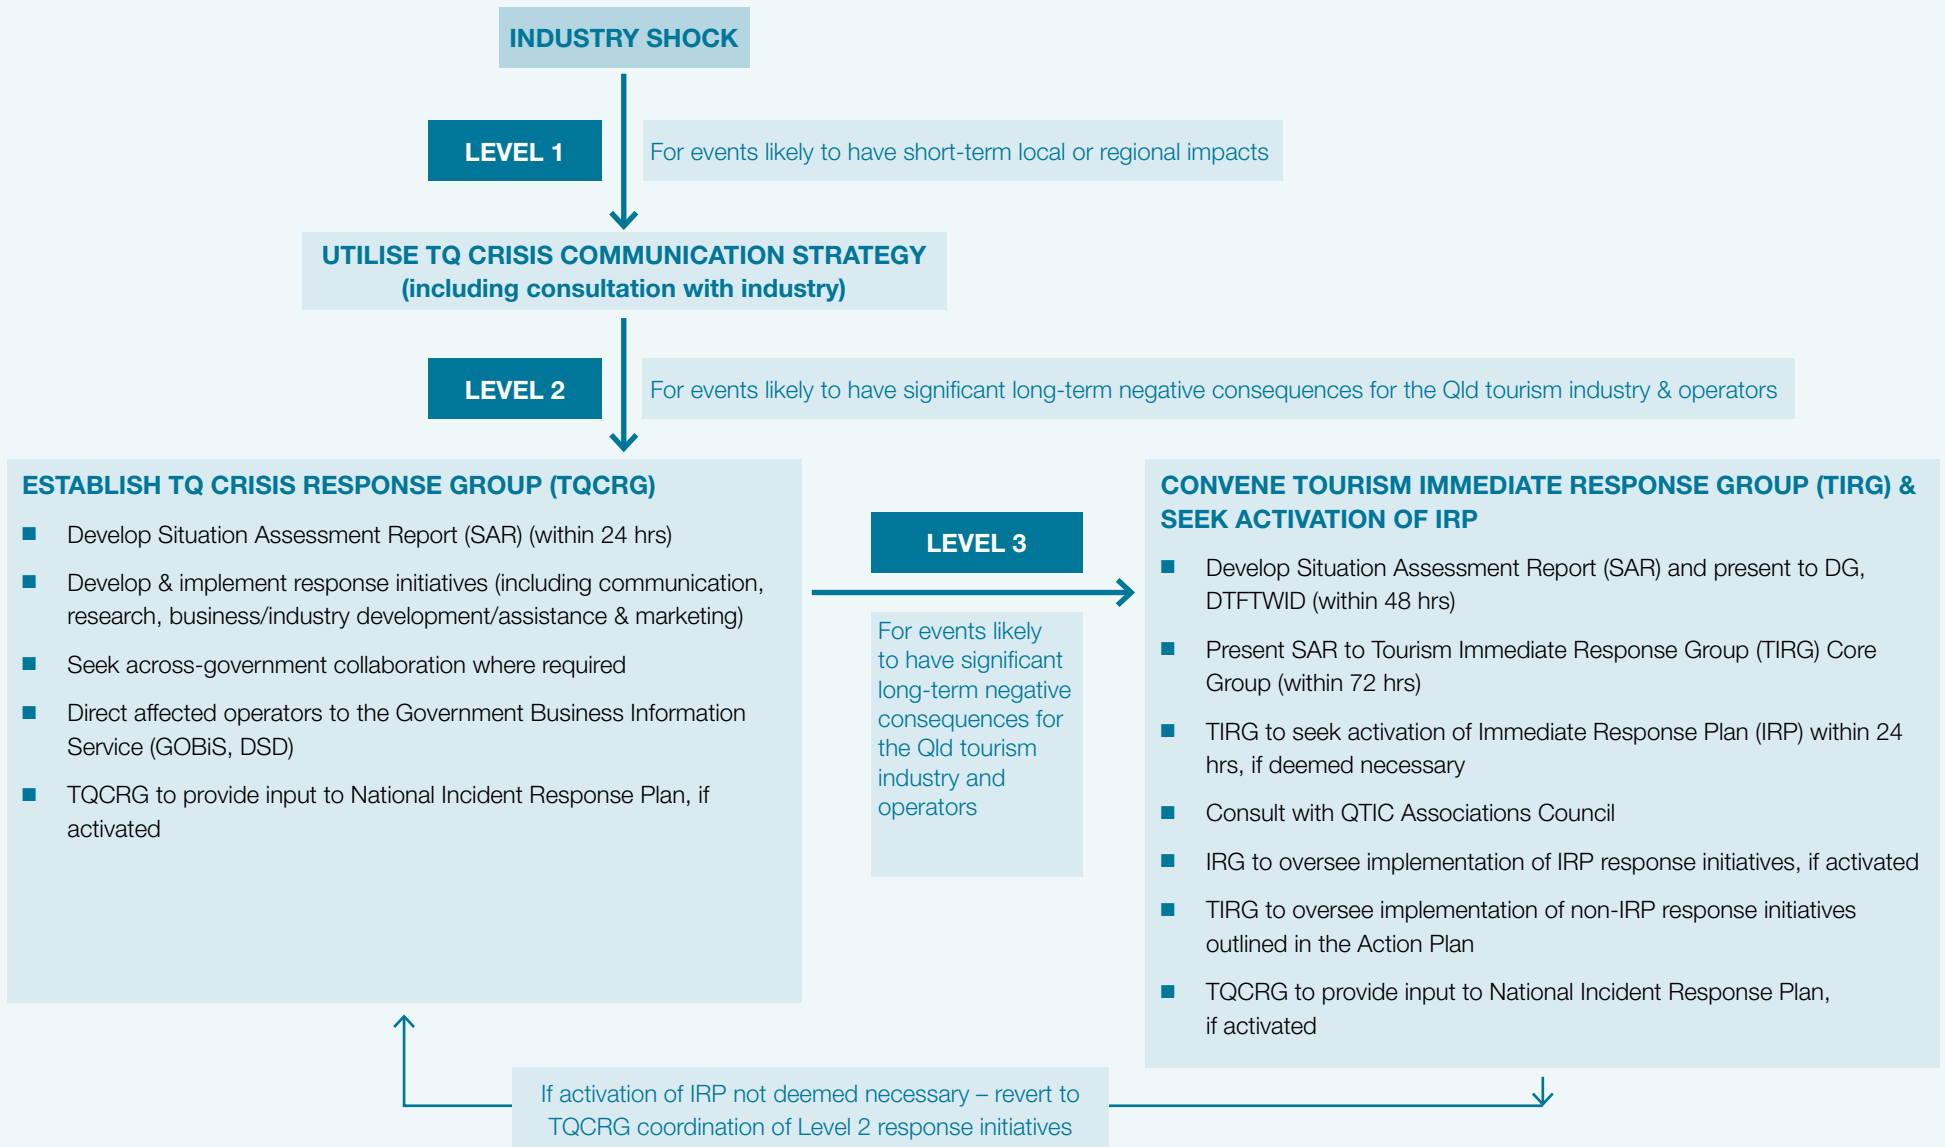 INDUSTRY SHOCK
LEVEL 1
For events likely to have short-term local or regional impacts
UTILISE TQ CRISIS COMMUNICATION STRATEGY
(including consultation with industry)
LEVEL 2
For events likely to have significant long-term negative consequences for the Qld tourism industry & operators
ESTABLISH TQ CRISIS RESPONSE GROUP (TQCRG)
■ Develop Situation Assessment Report (SAR) (within 24 hrs)
■ Develop & implement response initiatives (including communication,
research, business/industry development/assistance & marketing)
■ Seek across-government collaboration where required
■ Direct affected operators to the Government Business Information
Service (GOBiS, DSD)
■ TQCRG to provide input to National Incident Response Plan, if
activated
LEVEL 3
For events likely
to have significant
long-term negative
consequences for
the Qld tourism
industry and
operators
CONVENE TOURISM IMMEDIATE RESPONSE GROUP (TIRG) &
SEEK ACTIVATION OF IRP
■ Develop Situation Assessment Report (SAR) and present to DG,
DTFTWID (within 48 hrs)
■ Present SAR to Tourism Immediate Response Group (TIRG) Core
Group (within 72 hrs)
■ TIRG to seek activation of Immediate Response Plan (IRP) within 24
hrs, if deemed necessary
■ Consult with QTIC Associations Council
■ IRG to oversee implementation of IRP response initiatives, if activated
■ TIRG to oversee implementation of non-IRP response initiatives
outlined in the Action Plan
■ TQCRG to provide input to National Incident Response Plan,
if activated
If activation of IRP not deemed necessary – revert to
TQCRG coordination of Level 2 response initiatives